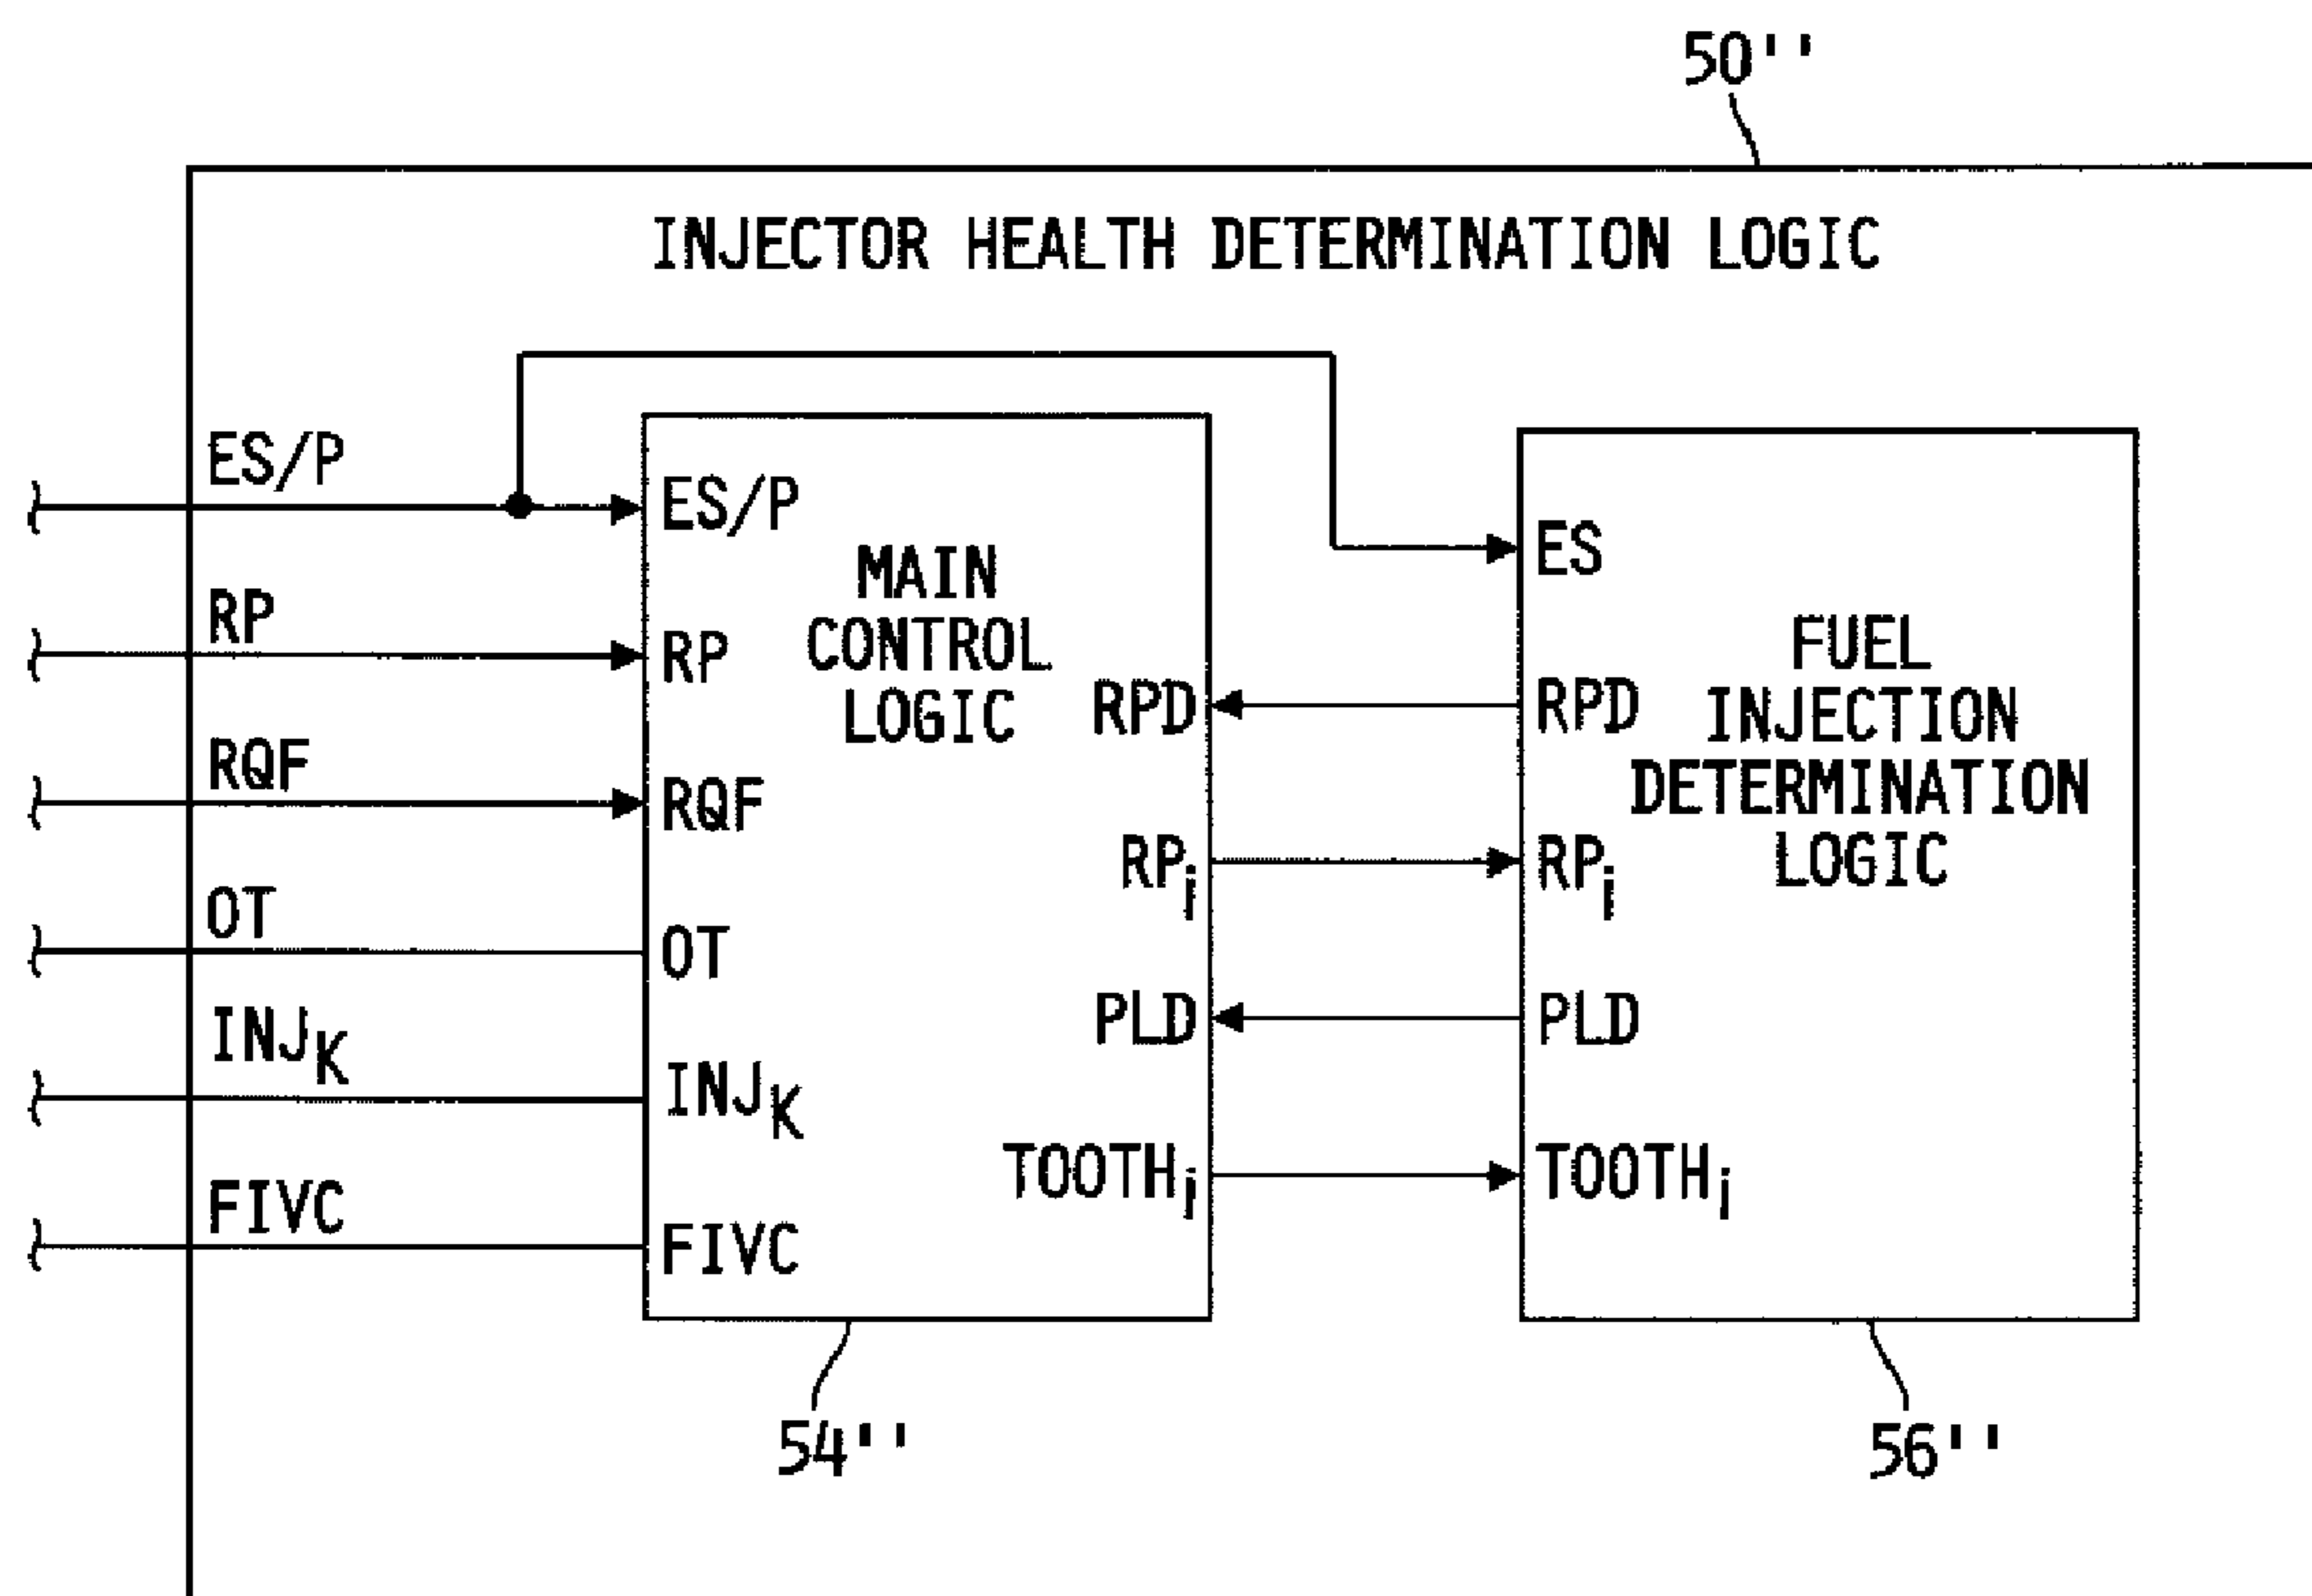 50''
INJECTOR HEALTH DETERMINATION LOGIC
ES/P
RP
RQF
OT
INJK
FIVC
ES/P
RP
RQF
OT
INJK
FIVC
MAIN
CONTROL
LOGIC
RPD
RPi
PLD
TOOTHi
ES
RPD
RPi
PLD
TOOTHi
FUEL
INJECTION
DETERMINATION
LOGIC
54''
56''